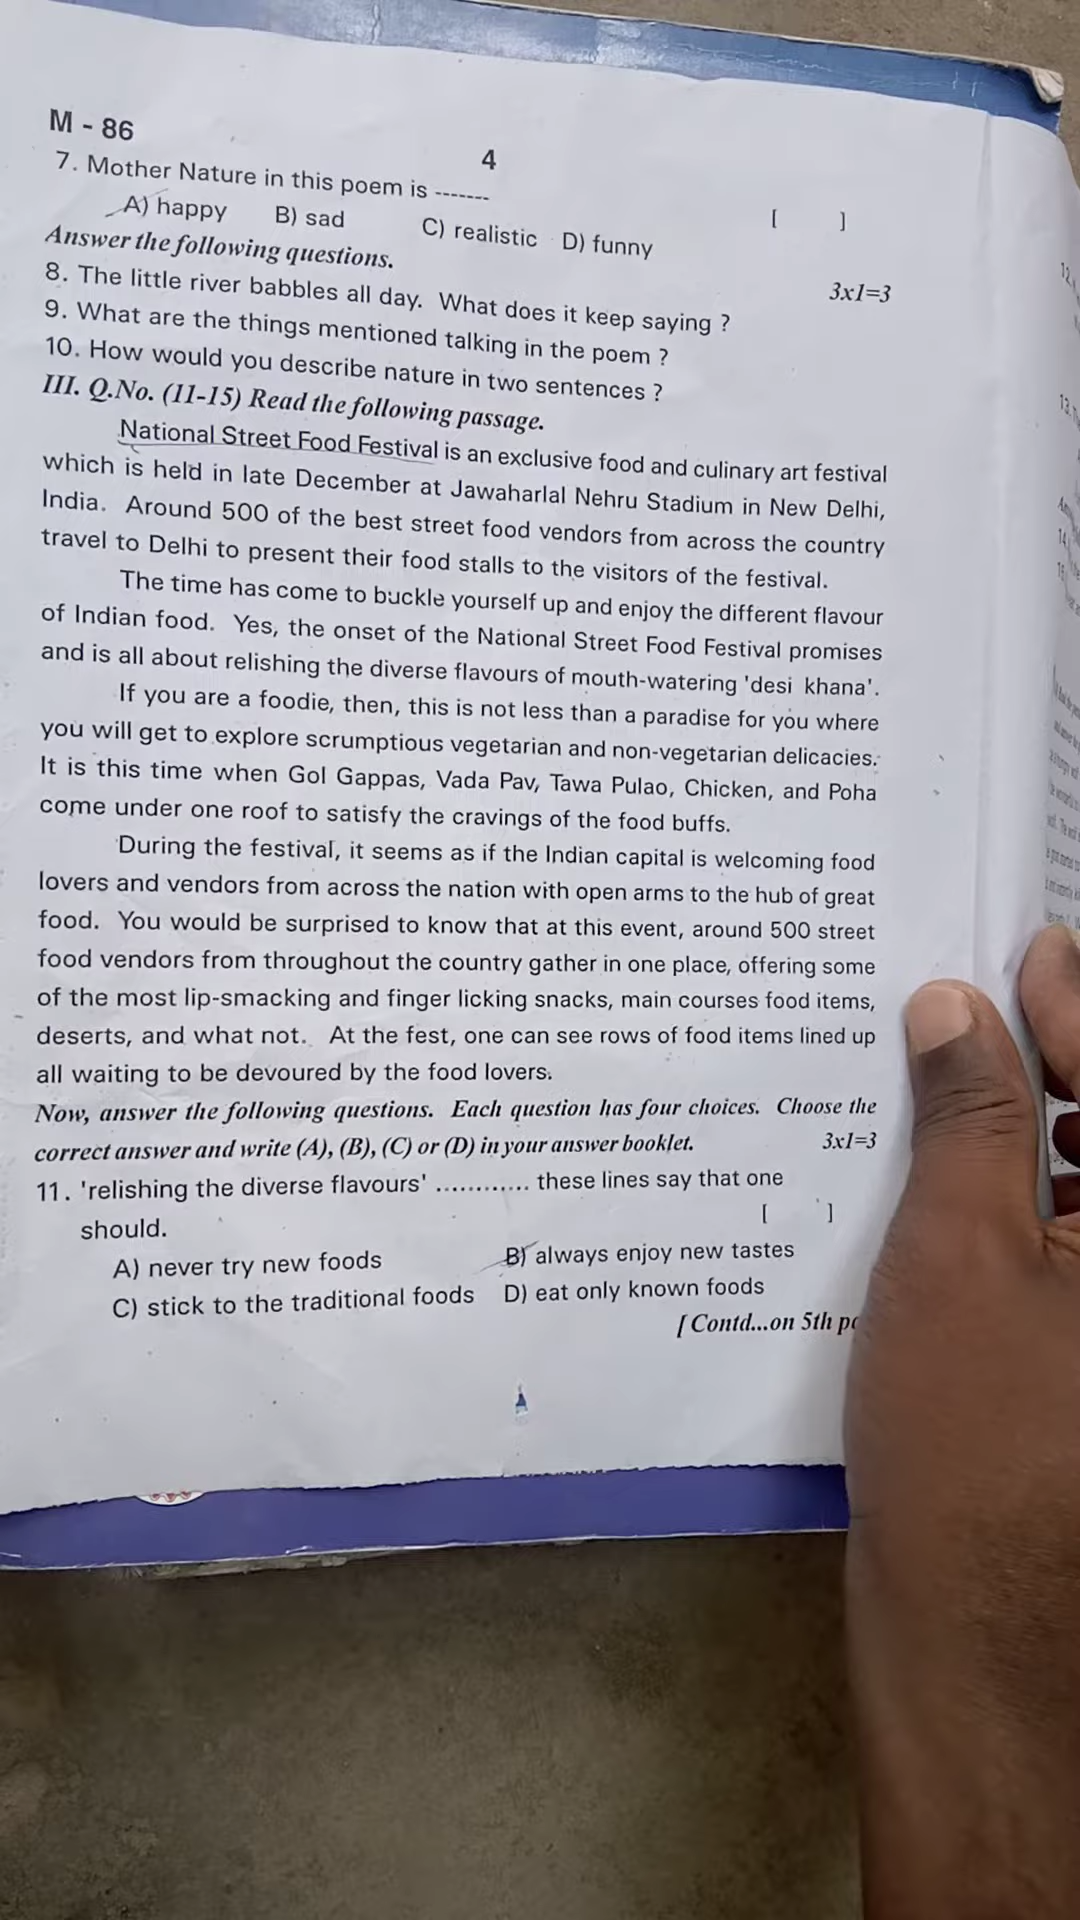 M - 86
4
7. Mother Nature in this poem is -------
[ ]
A) happy B) sad C) realistic D) funny
Answer the following questions.
3x1=3
8. The little river babbles all day. What does it keep saying ?
9. What are the things mentioned talking in the poem ?
10. How would you describe nature in two sentences ?
III. Q.No. (11-15) Read the following passage.
National Street Food Festival is an exclusive food and culinary art festival
which is held in late December at Jawaharlal Nehru Stadium in New Delhi,
India. Around 500 of the best street food vendors from across the country
travel to Delhi to present their food stalls to the visitors of the festival.
The time has come to buckle yourself up and enjoy the different flavour
of Indian food. Yes, the onset of the National Street Food Festival promises
and is all about relishing the diverse flavours of mouth-watering 'desi khana'.
If you are a foodie, then, this is not less than a paradise for you where
you will get to explore scrumptious vegetarian and non-vegetarian delicacies.
It is this time when Gol Gappas, Vada Pav, Tawa Pulao, Chicken, and Poha
come under one roof to satisfy the cravings of the food buffs.
During the festival, it seems as if the Indian capital is welcoming food
lovers and vendors from across the nation with open arms to the hub of great
food. You would be surprised to know that at this event, around 500 street
food vendors from throughout the country gather in one place, offering some
of the most lip-smacking and finger licking snacks, main courses food items,
deserts, and what not. At the fest, one can see rows of food items lined up
all waiting to be devoured by the food lovers.
Now, answer the following questions. Each question has four choices. Choose the
correct answer and write (A), (B), (C) or (D) in your answer booklet. 3x1=3
11. 'relishing the diverse flavours' ............ these lines say that one
should. [ ]
A) never try new foods B) always enjoy new tastes
C) stick to the traditional foods D) eat only known foods
[ Contd...on 5th
12.
13.
14.